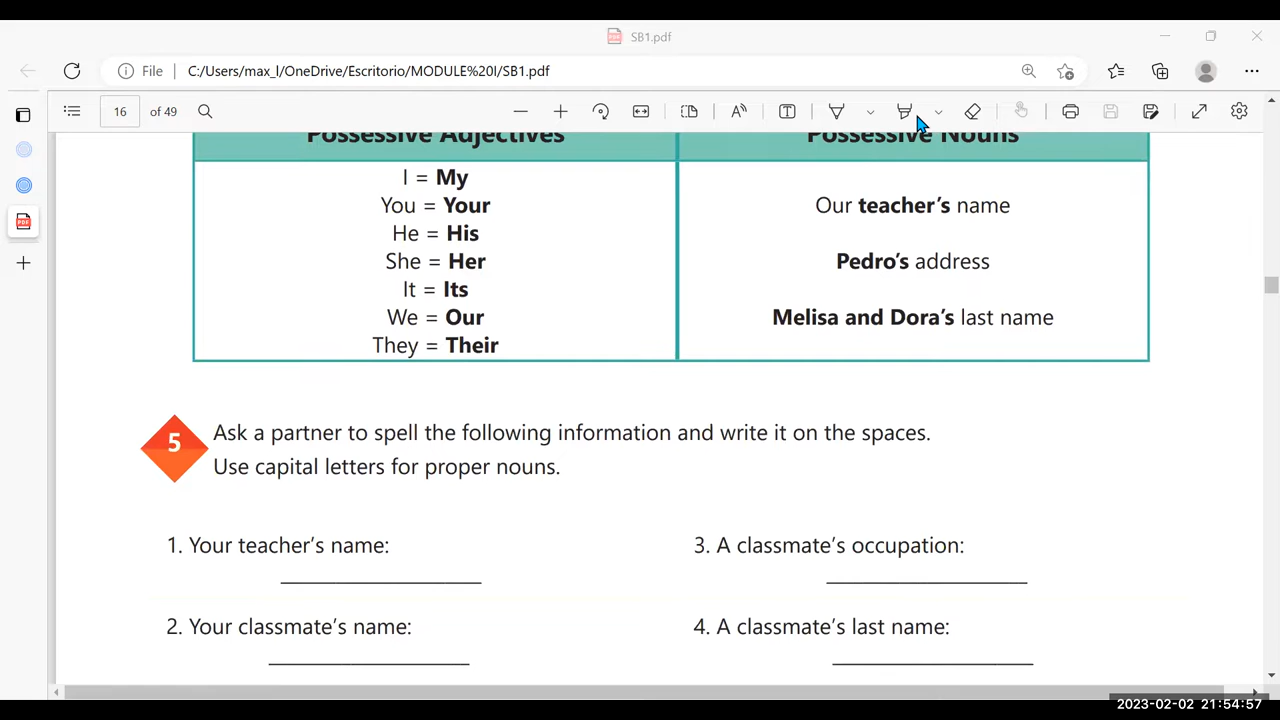 SB1.pdf
File | C:/Users/max_l/OneDrive/Escritorio/MODULE%20I/SB1.pdf
16 of 49
Possessive Adjectives
I = My
You = Your
He = His
She = Her
It = Its
We = Our
They = Their
Possessive Nouns
Our teacher's name
Pedro's address
Melisa and Dora's last name
5
Ask a partner to spell the following information and write it on the spaces.
Use capital letters for proper nouns.
1. Your teacher's name:
2. Your classmate's name:
3. A classmate's occupation:
4. A classmate's last name:
2023-02-02 21:54:57